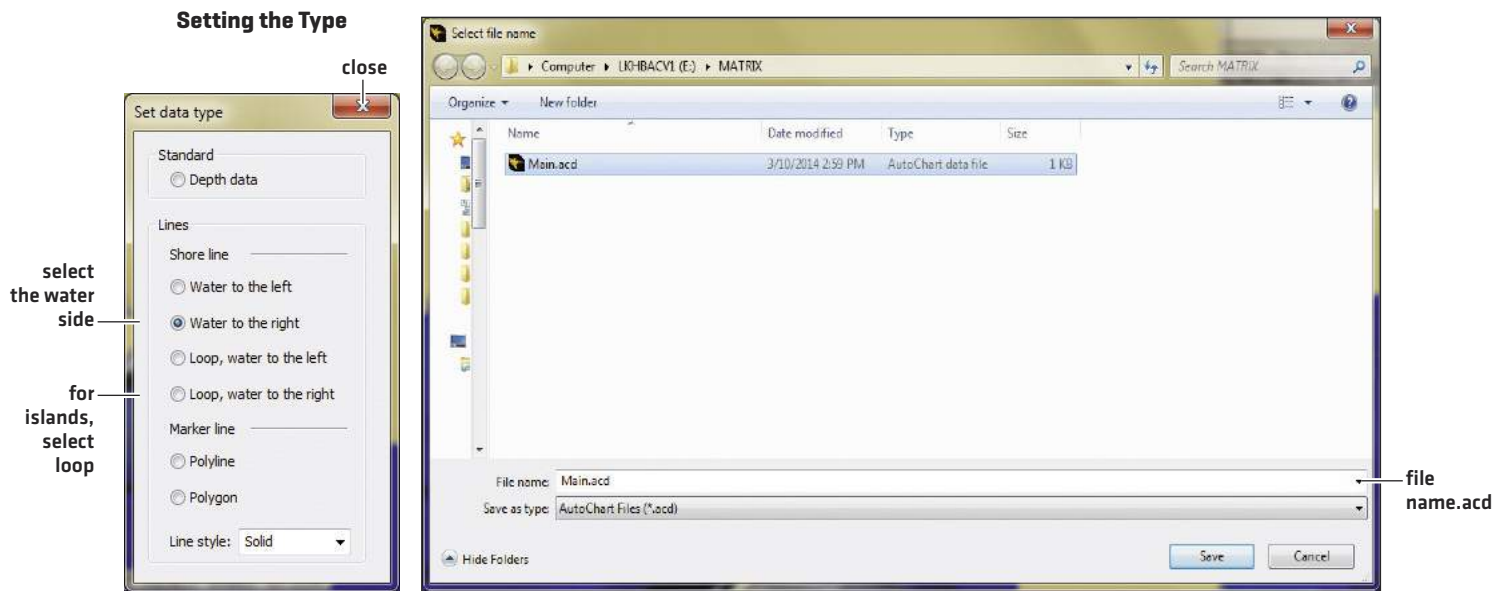 Setting the Type
close
Set data type
Standard
Depth data
Lines
Shore line
Water to the left
Water to the right
Loop, water to the left
Loop, water to the right
Marker line
Polyline
Polygon
Line style: Solid
select
the water
side
for
islands,
select
loop
Select file name
Computer LKHBACV1 (E:) MATRIX
Search MATRIX
Organize New folder
Name Date modified Type Size
Main.acd 3/10/2014 2:59 PM AutoChart data file 1 KB
File name: Main.acd
Save as type: AutoChart Files (*.acd)
Hide Folders Save Cancel
file
name.acd